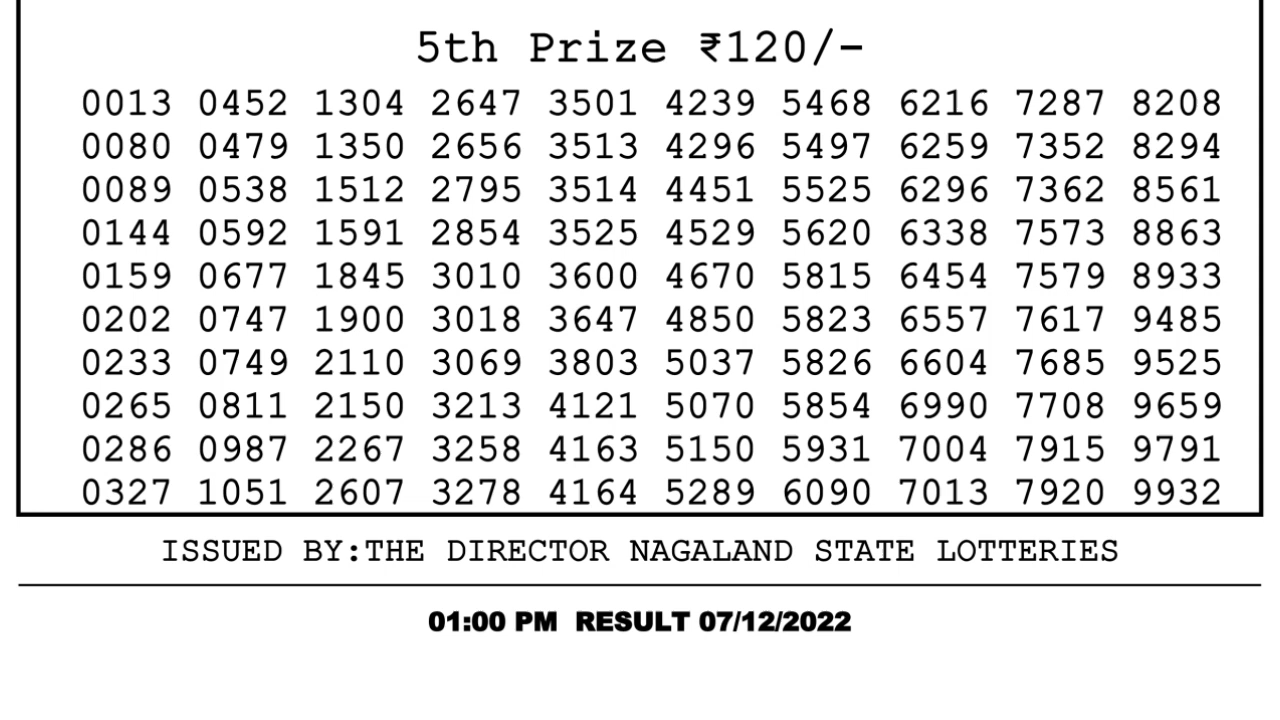 5th Prize ₹120/-
0013 0452 1304 2647 3501 4239 5468 6216 7287 8208
0080 0479 1350 2656 3513 4296 5497 6259 7352 8294
0089 0538 1512 2795 3514 4451 5525 6296 7362 8561
0144 0592 1591 2854 3525 4529 5620 6338 7573 8863
0159 0677 1845 3010 3600 4670 5815 6454 7579 8933
0202 0747 1900 3018 3647 4850 5823 6557 7617 9485
0233 0749 2110 3069 3803 5037 5826 6604 7685 9525
0265 0811 2150 3213 4121 5070 5854 6990 7708 9659
0286 0987 2267 3258 4163 5150 5931 7004 7915 9791
0327 1051 2607 3278 4164 5289 6090 7013 7920 9932
ISSUED BY:THE DIRECTOR NAGALAND STATE LOTTERIES
01:00 PM RESULT 07/12/2022